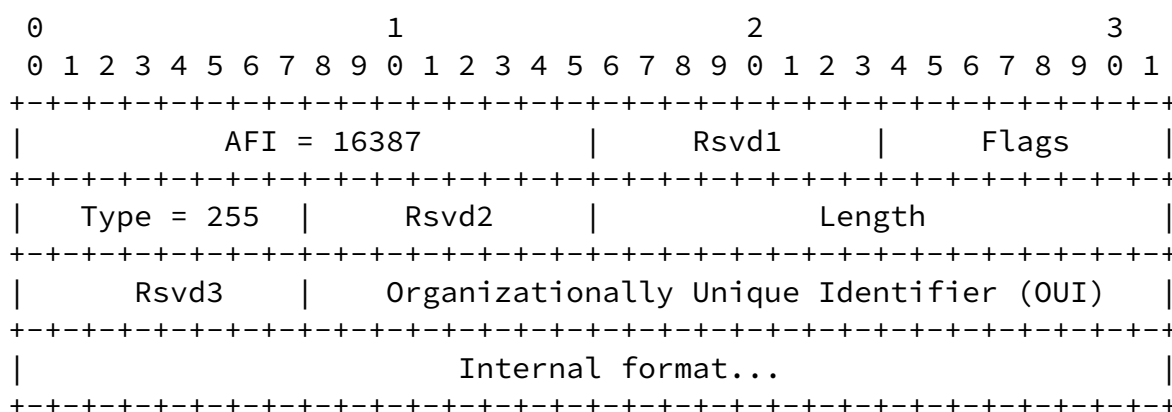 0                   1                   2                   3
 0 1 2 3 4 5 6 7 8 9 0 1 2 3 4 5 6 7 8 9 0 1 2 3 4 5 6 7 8 9 0 1
+-+-+-+-+-+-+-+-+-+-+-+-+-+-+-+-+-+-+-+-+-+-+-+-+-+-+-+-+-+-+-+-+
|           AFI = 16387         |     Rsvd1     |     Flags     |
+-+-+-+-+-+-+-+-+-+-+-+-+-+-+-+-+-+-+-+-+-+-+-+-+-+-+-+-+-+-+-+-+
|   Type = 255  |     Rsvd2     |            Length             |
+-+-+-+-+-+-+-+-+-+-+-+-+-+-+-+-+-+-+-+-+-+-+-+-+-+-+-+-+-+-+-+-+
|      Rsvd3    |    Organizationally Unique Identifier (OUI)   |
+-+-+-+-+-+-+-+-+-+-+-+-+-+-+-+-+-+-+-+-+-+-+-+-+-+-+-+-+-+-+-+-+
|                        Internal format...                     |
+-+-+-+-+-+-+-+-+-+-+-+-+-+-+-+-+-+-+-+-+-+-+-+-+-+-+-+-+-+-+-+-+